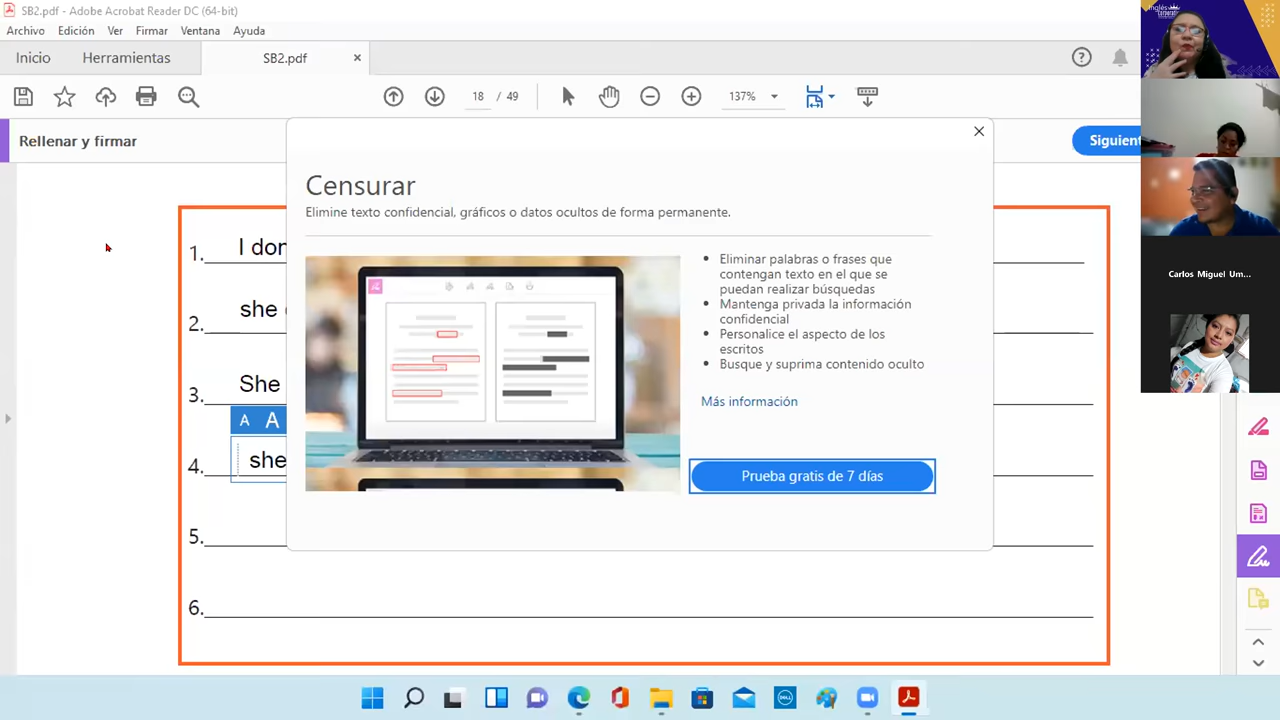 SB2.pdf - Adobe Acrobat Reader DC (64-bit)
Archivo Edición Ver Firmar Ventana Ayuda
Inicio Herramientas SB2.pdf ×
18 / 49 137%
Rellenar y firmar
Siguient
Censurar
Elimine texto confidencial, gráficos o datos ocultos de forma permanente.
Eliminar palabras o frases que
contengan texto en el que se
puedan realizar búsquedas
Mantenga privada la información
confidencial
Personalice el aspecto de los
escritos
Busque y suprima contenido oculto
Más información
Prueba gratis de 7 días
1. I don
2. she
3. She
A A
4. she
5.
6.
Inglés
Corporativo
Carlos Miguel Um...
DELL